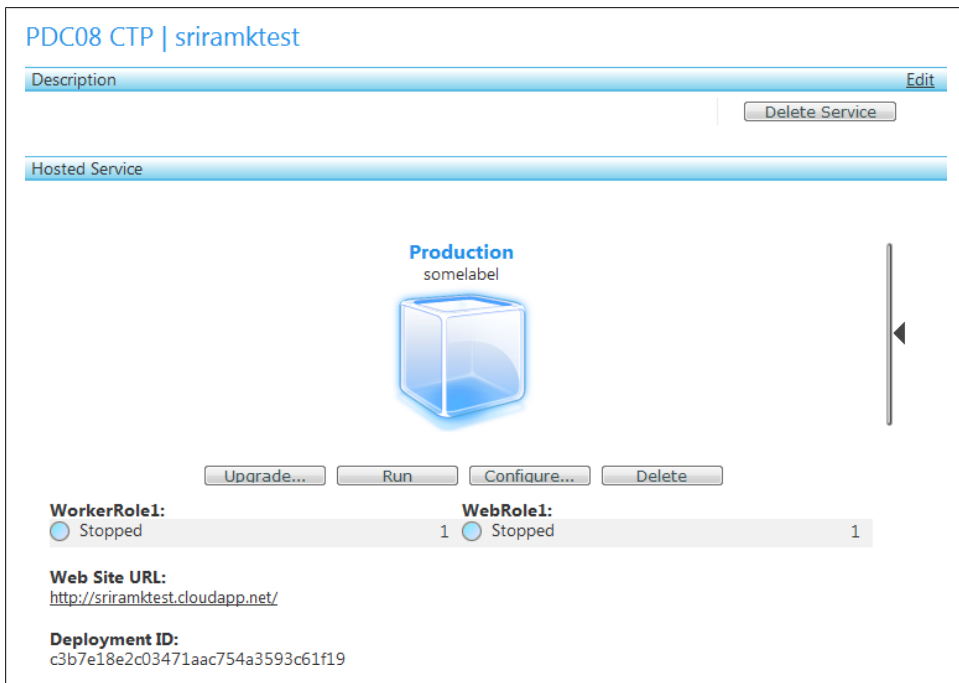 PDC08 CTP | sriramktest
Description Edit
Delete Service
Hosted Service
Production
somelabel
Upgrade... Run Configure... Delete
WorkerRole1: WebRole1:
Stopped 1 Stopped 1
Web Site URL:
http://sriramktest.cloudapp.net/
Deployment ID:
c3b7e18e2c03471aac754a3593c61f19